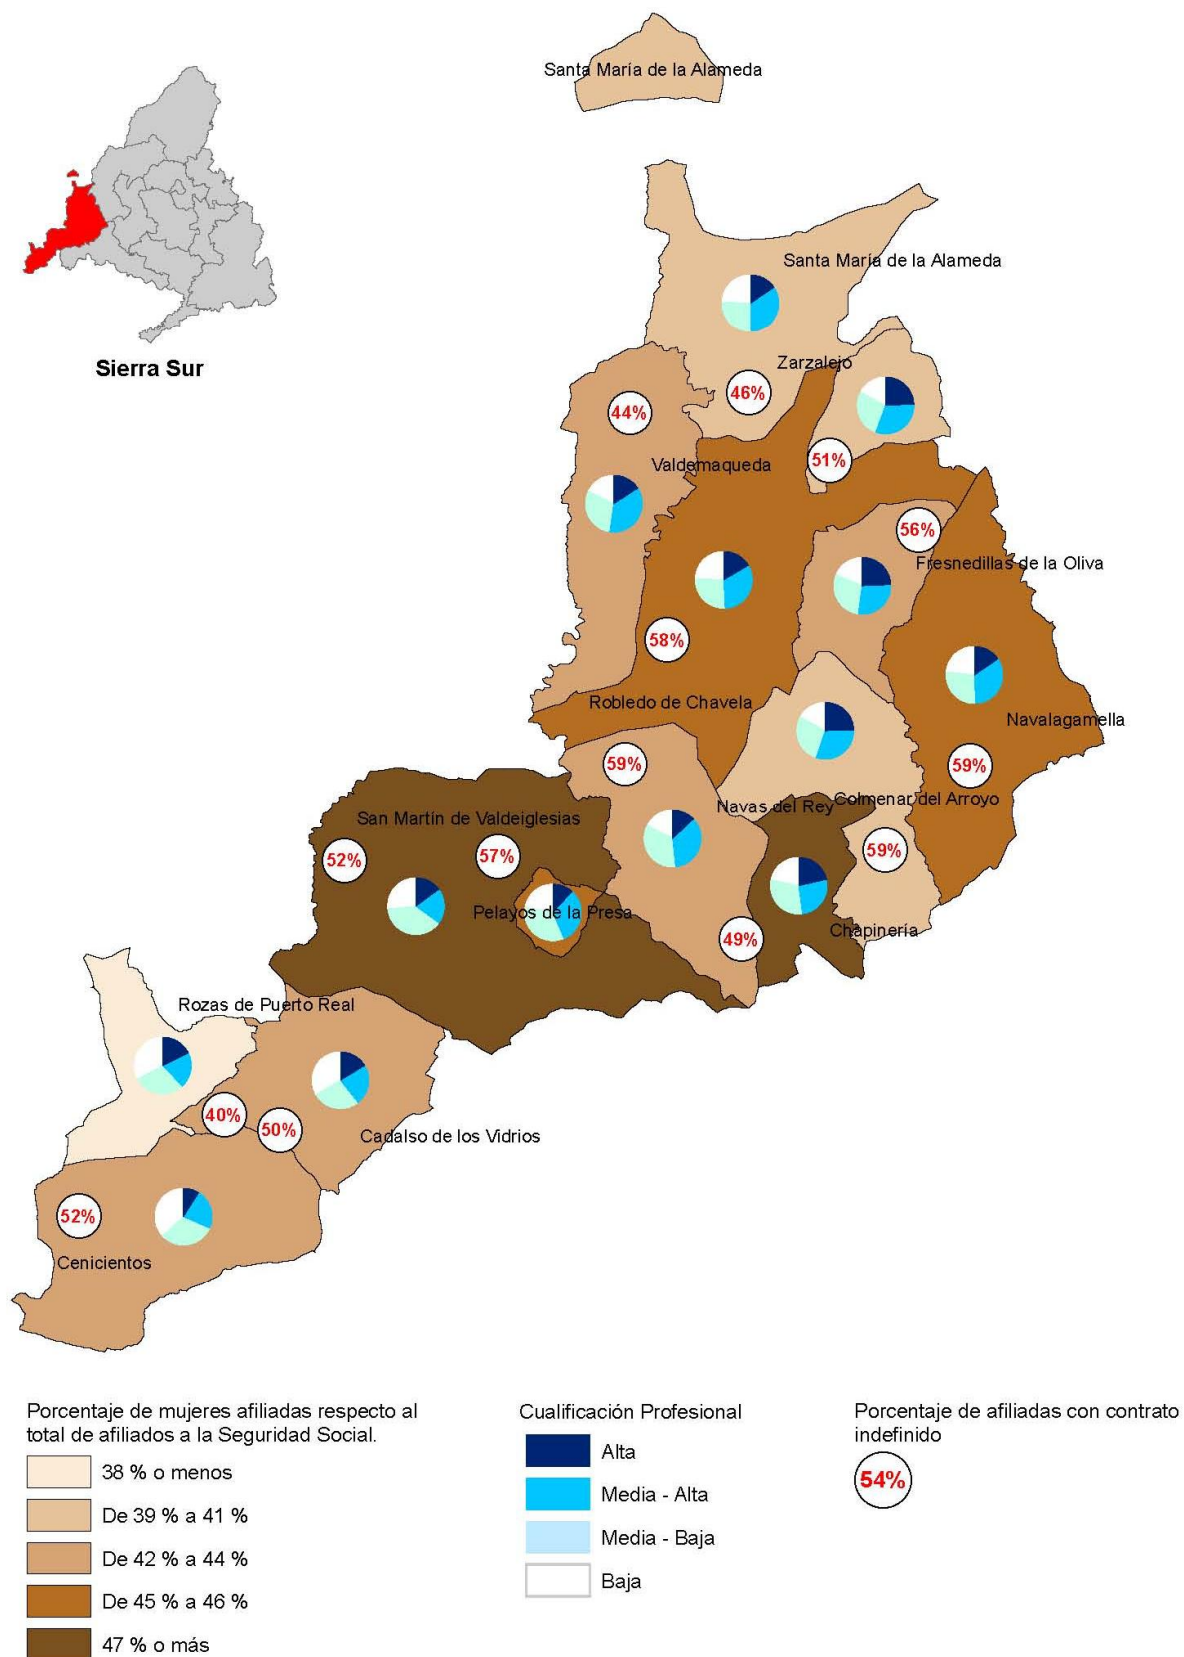 Santa María de la Alameda
Sierra Sur
Santa María de la Alameda
Zarzalejo
46%
44%
Valdemaqueda
51%
56%
Fresnedillas de la Oliva
58%
Robledo de Chavela
Navalagamella
59%
59%
Navas del Rey
Colmenar del Arroyo
San Martín de Valdeiglesias
52%
57%
59%
Pelayos de la Presa
49%
Chapinería
Rozas de Puerto Real
40%
50%
Cadalso de los Vidrios
52%
Cenicientos
Porcentaje de mujeres afiliadas respecto al
total de afiliados a la Seguridad Social.
38 % o menos
De 39 % a 41 %
De 42 % a 44 %
De 45 % a 46 %
47 % o más
Cualificación Profesional
Alta
Media - Alta
Media - Baja
Baja
Porcentaje de afiliadas con contrato
indefinido
54%